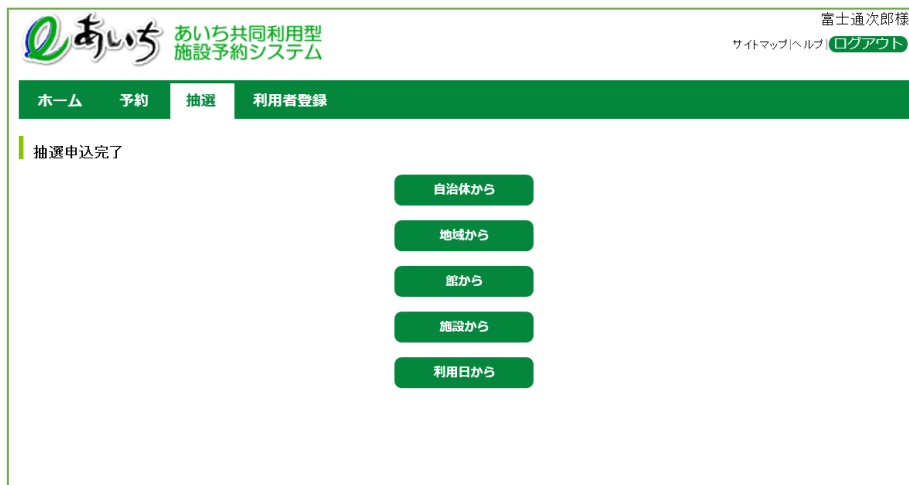 あいち あいち共同利用型
施設予約システム
富士通次郎様
サイトマップ|ヘルプ|ログアウト
ホーム 予約 抽選 利用者登録
抽選申込完了
自治体から
地域から
館から
施設から
利用日から